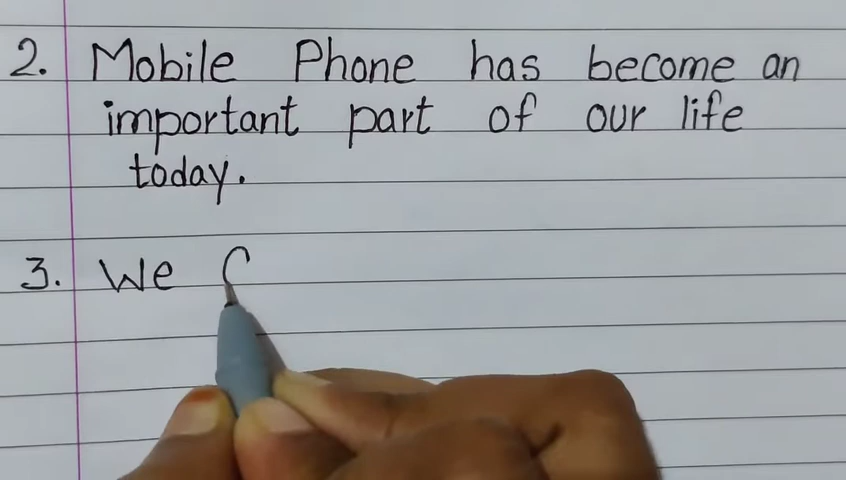 2. Mobile Phone has become an
important part of our life
today.
3. We